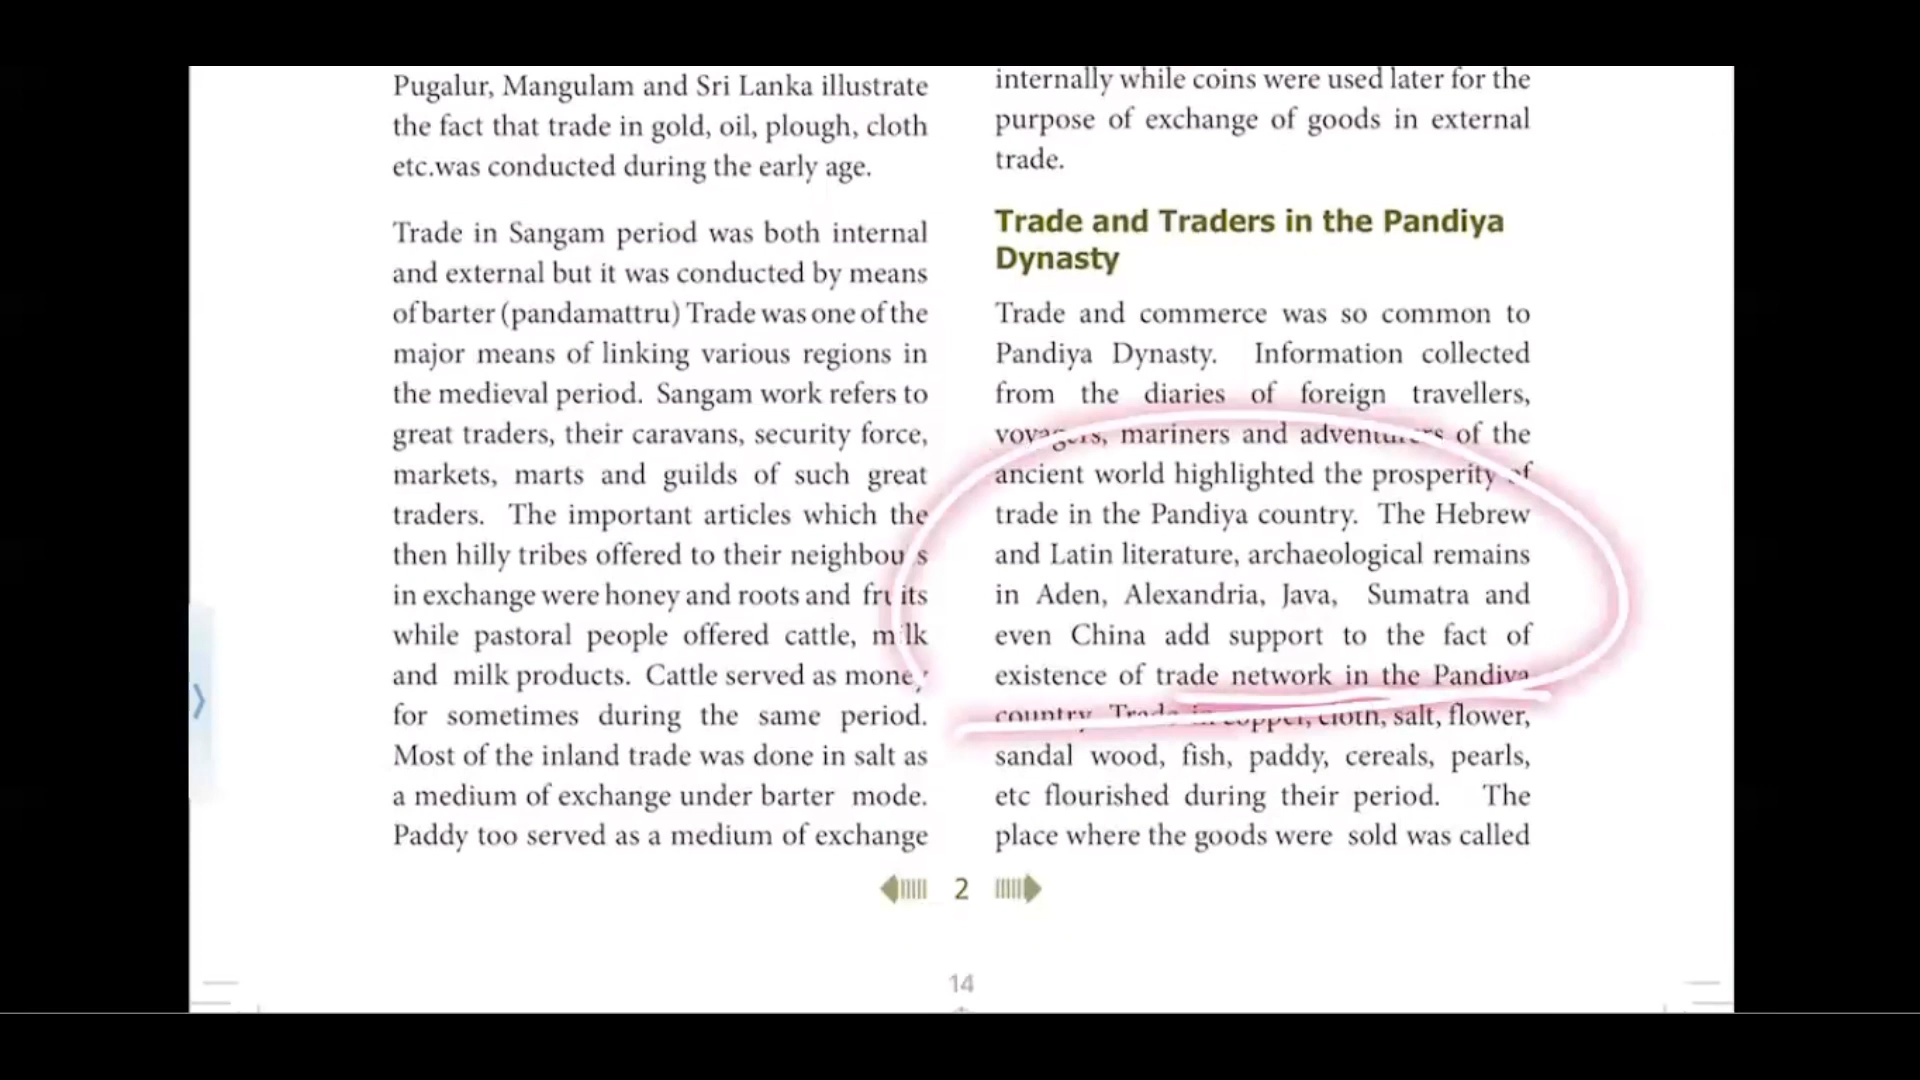 Pugalur, Mangulam and Sri Lanka illustrate
the fact that trade in gold, oil, plough, cloth
etc.was conducted during the early age.
Trade in Sangam period was both internal
and external but it was conducted by means
of barter (pandamattru) Trade was one of the
major means of linking various regions in
the medieval period. Sangam work refers to
great traders, their caravans, security force,
markets, marts and guilds of such great
traders. The important articles which the
then hilly tribes offered to their neighbours
in exchange were honey and roots and fruits
while pastoral people offered cattle, milk
and milk products. Cattle served as money
for sometimes during the same period.
Most of the inland trade was done in salt as
a medium of exchange under barter mode.
Paddy too served as a medium of exchange
internally while coins were used later for the
purpose of exchange of goods in external
trade.
Trade and Traders in the Pandiya
Dynasty
Trade and commerce was so common to
Pandiya Dynasty. Information collected
from the diaries of foreign travellers,
voyagers, mariners and adventurers of the
ancient world highlighted the prosperity of
trade in the Pandiya country. The Hebrew
and Latin literature, archaeological remains
in Aden, Alexandria, Java, Sumatra and
even China add support to the fact of
existence of trade network in the Pandiya
country. Trade in copper, cloth, salt, flower,
sandal wood, fish, paddy, cereals, pearls,
etc flourished during their period. The
place where the goods were sold was called
2
14